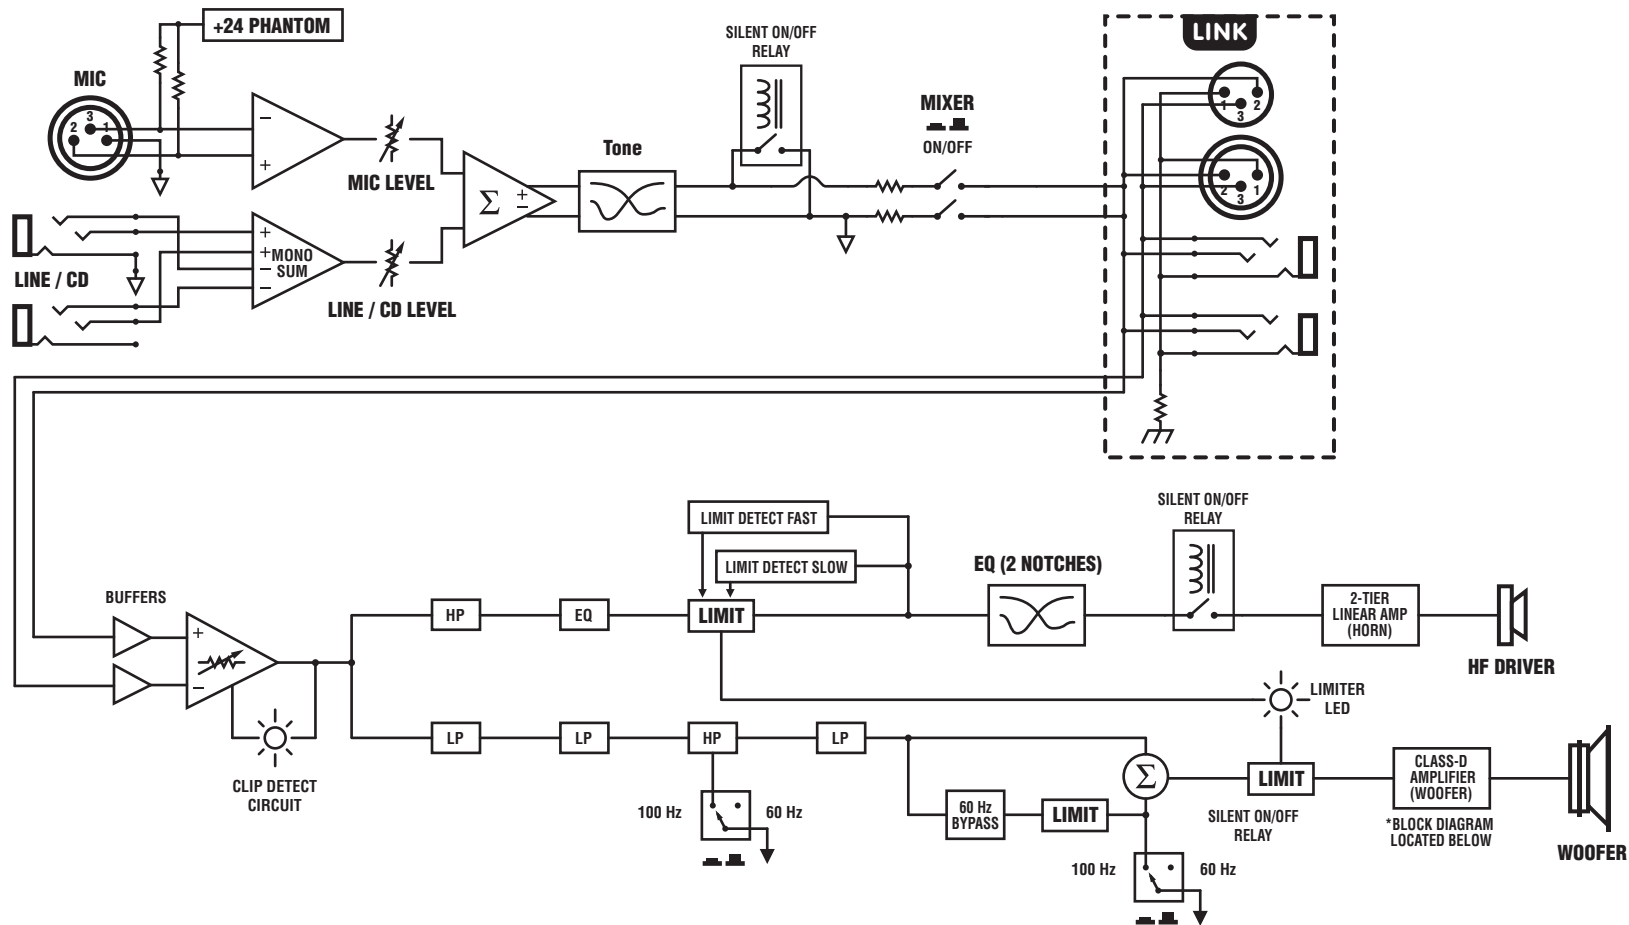 +24 PHANTOM
MIC
2
3
1
−
+
MIC LEVEL
LINE / CD
+
+
−
−
MONO
SUM
LINE / CD LEVEL
Σ
+
−
Tone
SILENT ON/OFF
RELAY
MIXER
ON/OFF
LINK
1
2
3
2
1
3
BUFFERS
+
−
CLIP DETECT
CIRCUIT
LIMIT DETECT FAST
LIMIT DETECT SLOW
HP
EQ
LIMIT
EQ (2 NOTCHES)
SILENT ON/OFF
RELAY
2-TIER
LINEAR AMP
(HORN)
HF DRIVER
LIMITER
LED
LP
LP
HP
LP
100 Hz
60 Hz
60 Hz
BYPASS
LIMIT
Σ
100 Hz
60 Hz
LIMIT
SILENT ON/OFF
RELAY
CLASS-D
AMPLIFIER
(WOOFER)
*BLOCK DIAGRAM
LOCATED BELOW
WOOFER